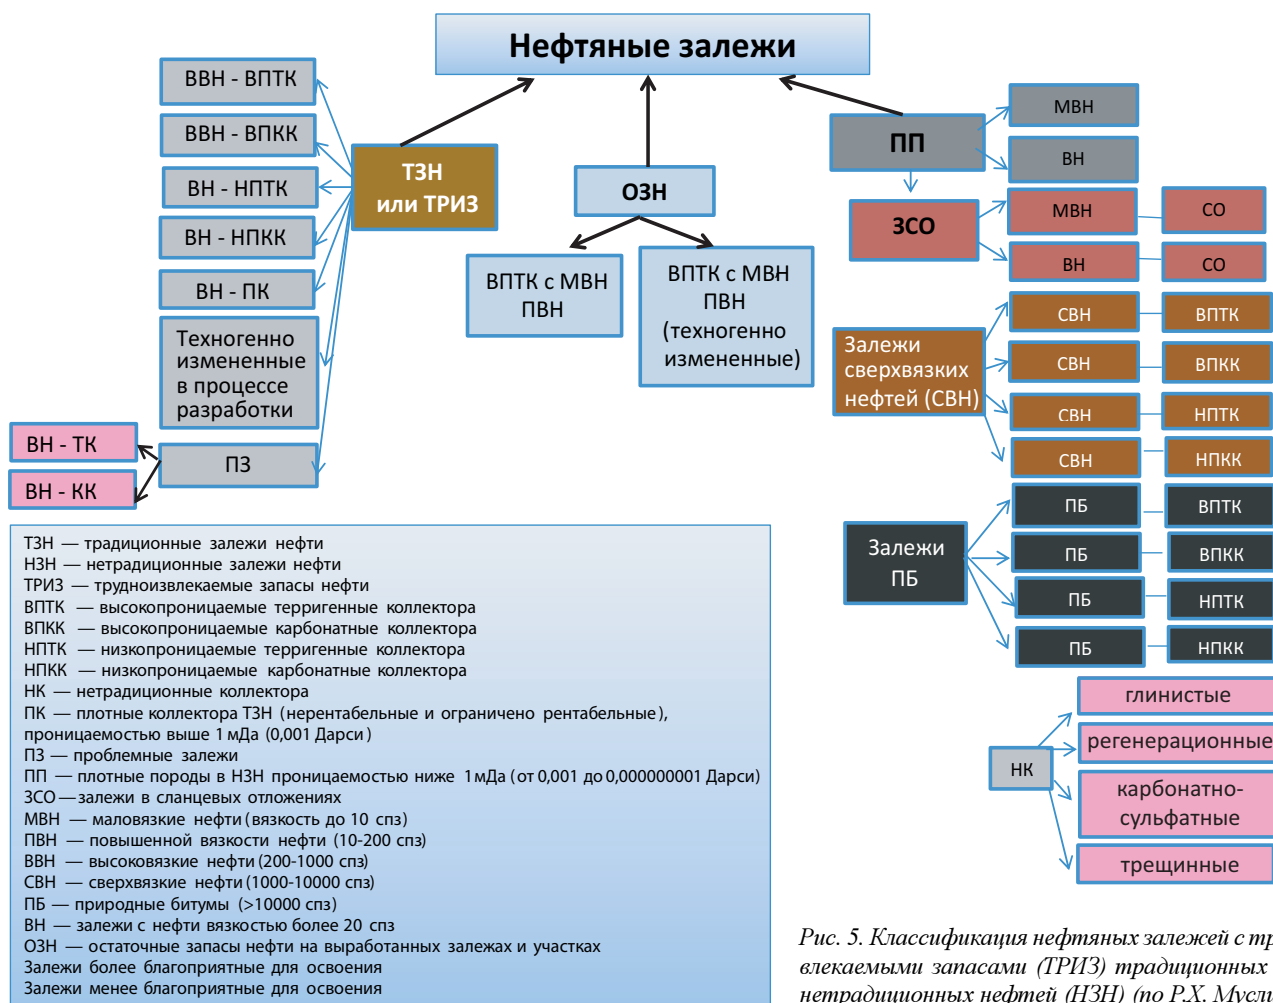 Нефтяные залежи
ВВН - ВПТК
ВВН - ВПКК
ВН - НПТК
ВН - НПКК
ВН - ПК
Техногенно
измененные
в процессе
разработки
ПЗ
ВН - ТК
ВН - КК
ТЗН
или ТРИЗ
ОЗН
ВПТК с МВН
ПВН
ВПТК с МВН
ПВН
(техногенно
измененные)
ПП
МВН
ВН
ЗСО
МВН
СО
ВН
СО
Залежи
сверхвязких
нефтей (СВН)
СВН
ВПТК
СВН
ВПКК
СВН
НПТК
СВН
НПКК
Залежи
ПБ
ПБ
ВПТК
ПБ
ВПКК
ПБ
НПТК
ПБ
НПКК
НК
глинистые
регенерационные
карбонатно-
сульфатные
трещинные
ТЗН — традиционные залежи нефти
НЗН — нетрадиционные залежи нефти
ТРИЗ — трудноизвлекаемые запасы нефти
ВПТК — высокопроницаемые терригенные коллектора
ВПКК — высокопроницаемые карбонатные коллектора
НПТК — низкопроницаемые терригенные коллектора
НПКК — низкопроницаемые карбонатные коллектора
НК — нетрадиционные коллектора
ПК — плотные коллектора ТЗН (нерентабельные и ограничено рентабельные),
проницаемостью выше 1 мДа (0,001 Дарси)
ПЗ — проблемные залежи
ПП — плотные породы в НЗН проницаемостью ниже 1мДа (от 0,001 до 0,000000001 Дарси)
ЗСО — залежи в сланцевых отложениях
МВН — маловязкие нефти (вязкость до 10 спз)
ПВН — повышенной вязкости нефти (10-200 спз)
ВВН — высоковязкие нефти (200-1000 спз)
СВН — сверхвязкие нефти (1000-10000 спз)
ПБ — природные битумы (>10000 спз)
ВН — залежи с нефти вязкостью более 20 спз
ОЗН — остаточные запасы нефти на выработанных залежах и участках
Залежи более благоприятные для освоения
Залежи менее благоприятные для освоения
Рис. 5. Классификация нефтяных залежей с тр
влекаемыми запасами (ТРИЗ) традиционных
нетрадиционных нефтей (НЗН) (по Р.Х. Мусли